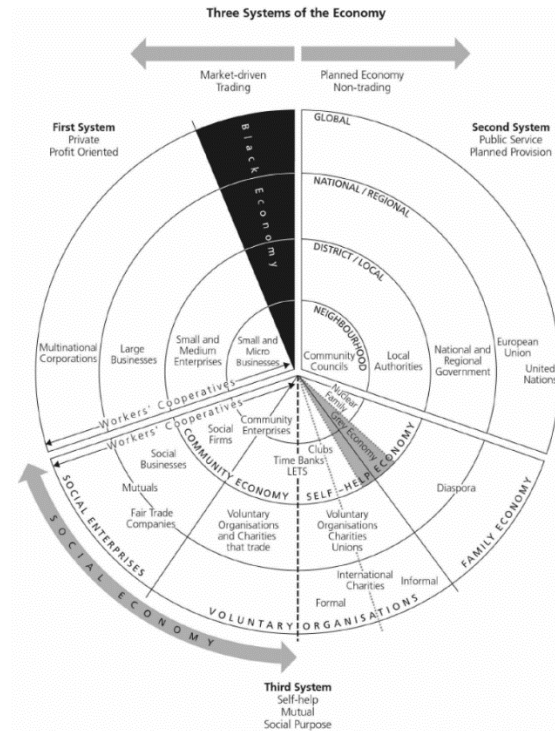 Three Systems of the Economy
Market-driven
Trading
Planned Economy
Non-trading
First System
Private
Profit Oriented
Second System
Public Service
Planned Provision
Black Economy
GLOBAL
NATIONAL / REGIONAL
DISTRICT / LOCAL
NEIGHBOURHOOD
Multinational
Corporations
Large
Businesses
Small and
Medium
Enterprises
Small and
Micro
Businesses
Community
Councils
Local
Authorities
National and
Regional
Government
European
Union
United
Nations
Workers' Cooperatives
Workers' Cooperatives
Social
Firms
Community
Enterprises
Nuclear
Family
Grey Economy
Social
Businesses
Clubs
Time Banks
LETS
COMMUNITY ECONOMY
SELF-HELP ECONOMY
Mutuals
Fair Trade
Companies
Voluntary
Organisations
and Charities
that trade
Voluntary
Organisations
Charities
Unions
Diaspora
International
Charities
Informal
Formal
SOCIAL ENTERPRISES
VOLUNTARY ORGANISATIONS
FAMILY ECONOMY
SOCIAL ECONOMY
Third System
Self-help
Mutual
Social Purpose